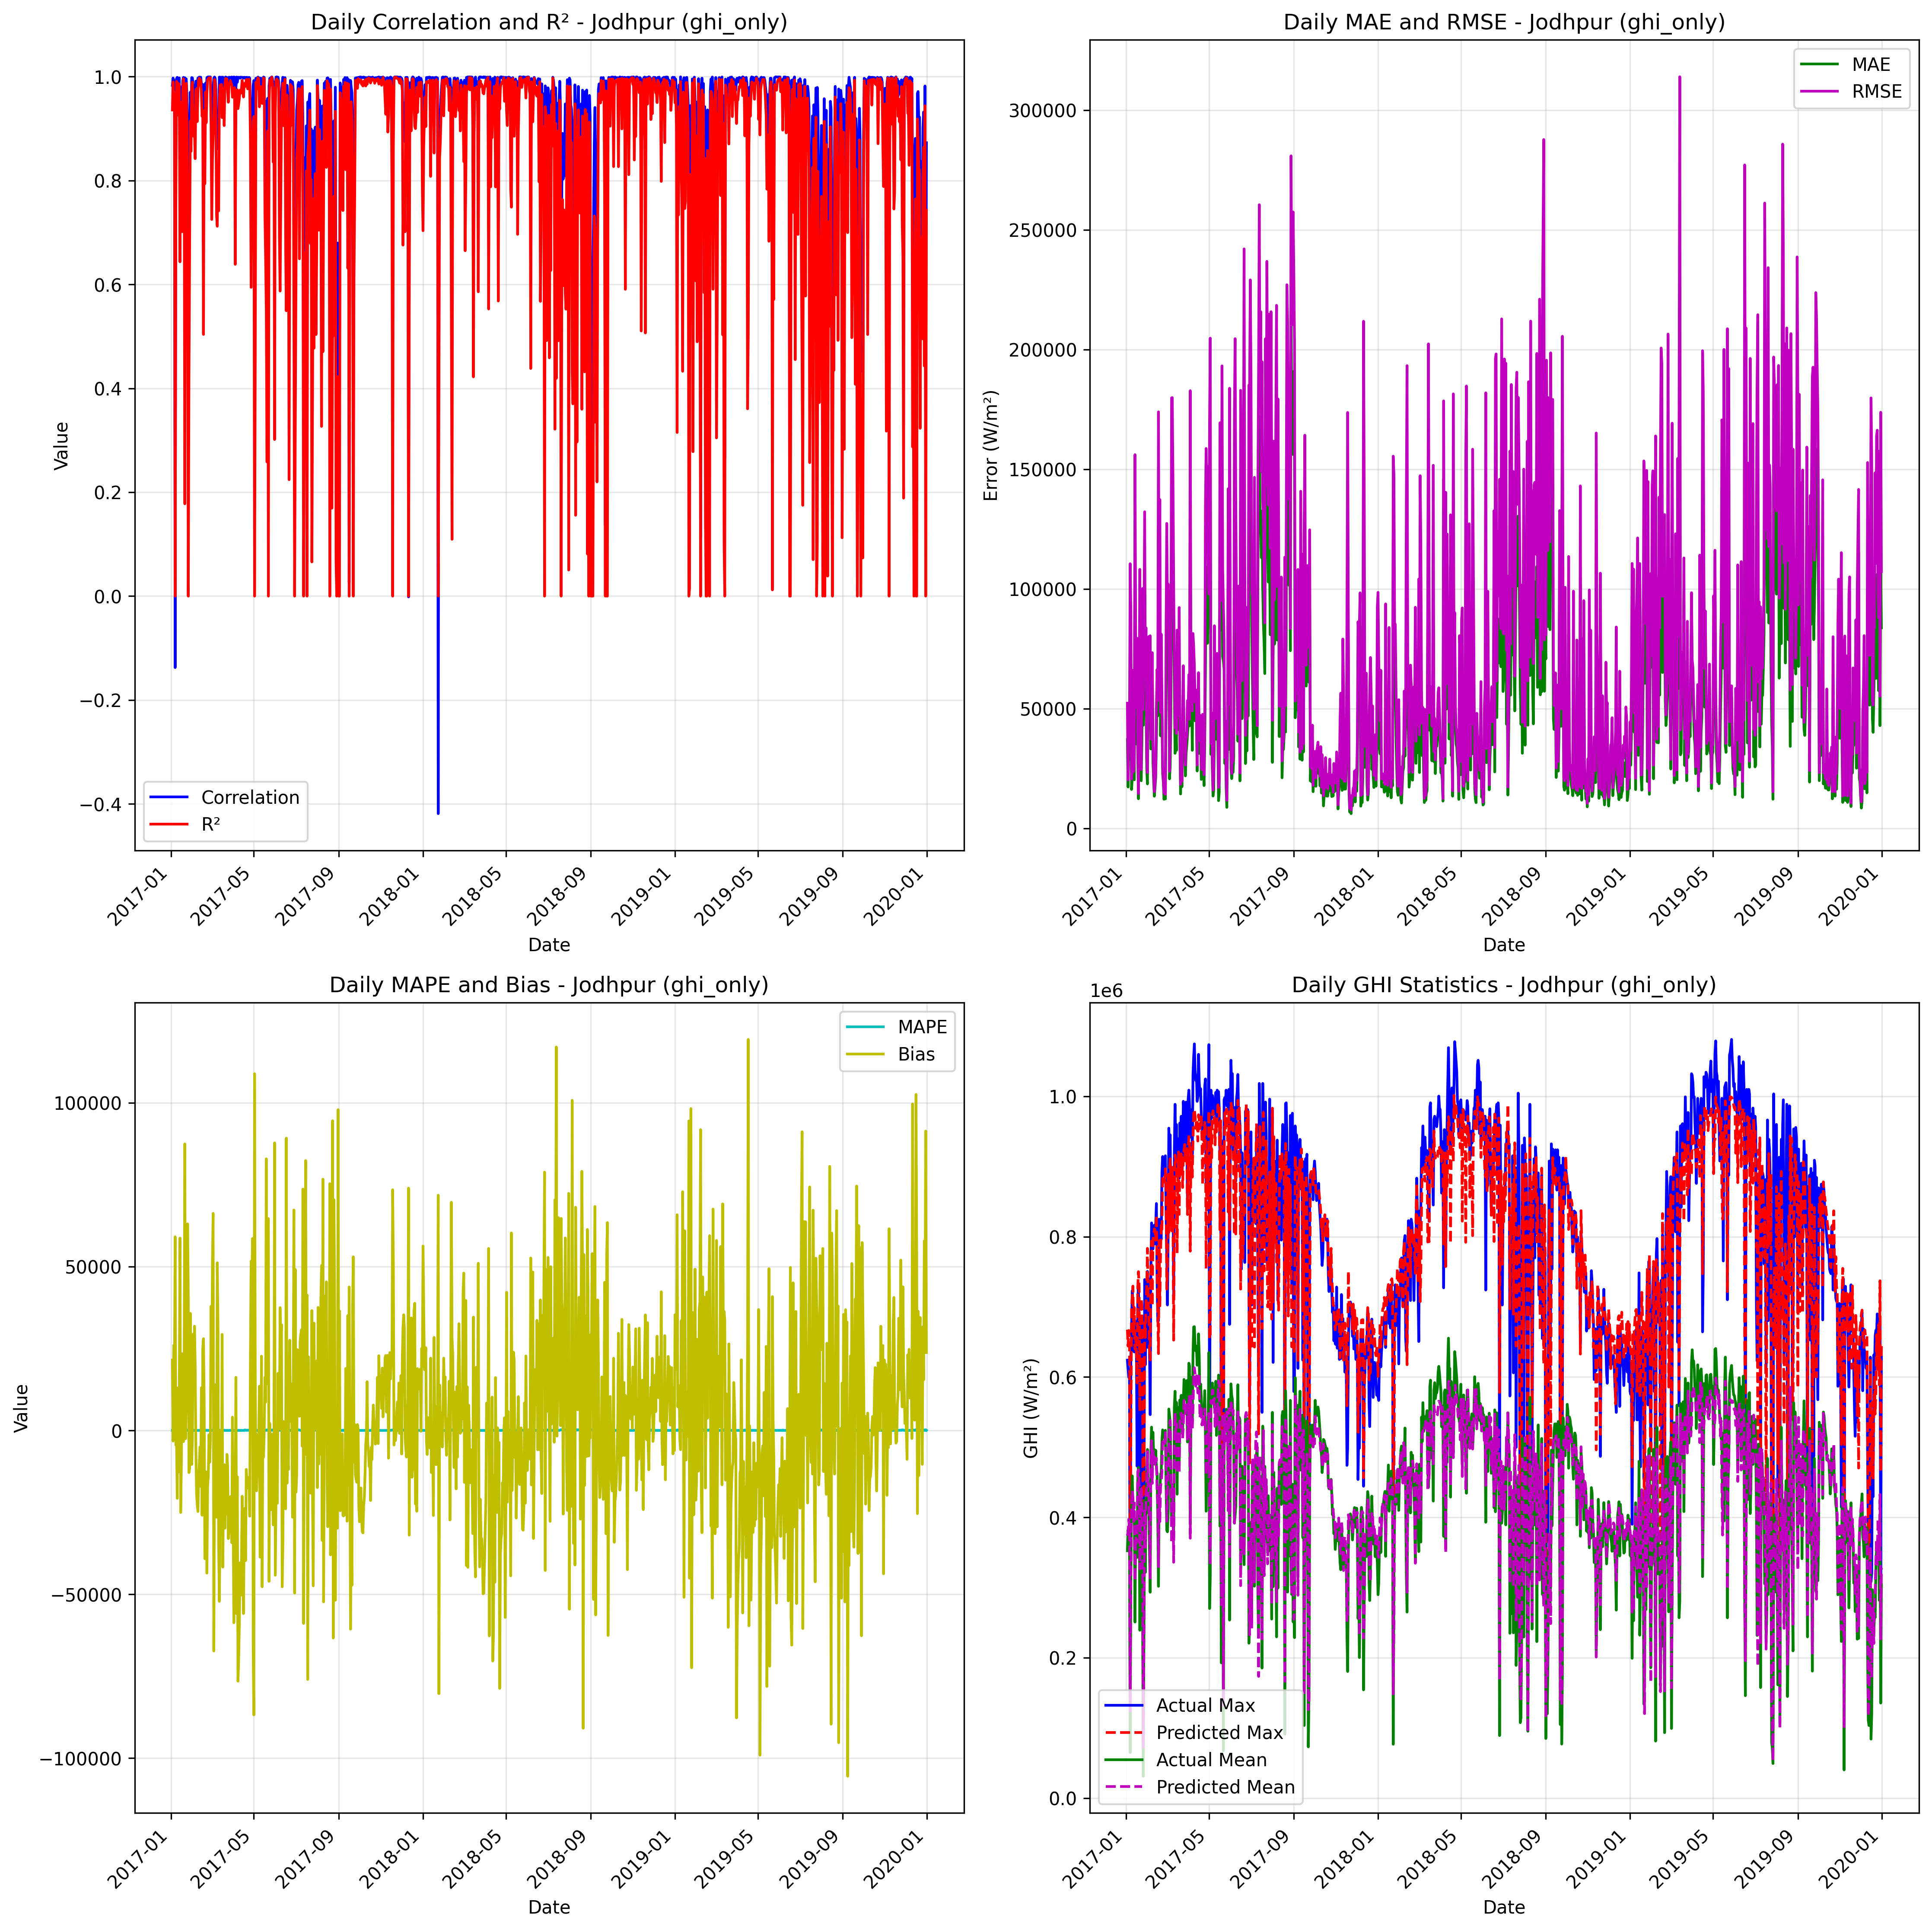 Daily Correlation and R² - Jodhpur (ghi_only)
Value
1.0
0.8
0.6
0.4
0.2
0.0
−0.2
−0.4
Correlation
R²
2017-01
2017-05
2017-09
2018-01
2018-05
2018-09
2019-01
2019-05
2019-09
2020-01
Date
Daily MAE and RMSE - Jodhpur (ghi_only)
Error (W/m²)
300000
250000
200000
150000
100000
50000
0
MAE
RMSE
2017-01
2017-05
2017-09
2018-01
2018-05
2018-09
2019-01
2019-05
2019-09
2020-01
Date
Daily MAPE and Bias - Jodhpur (ghi_only)
Value
100000
50000
0
−50000
−100000
MAPE
Bias
2017-01
2017-05
2017-09
2018-01
2018-05
2018-09
2019-01
2019-05
2019-09
2020-01
Date
Daily GHI Statistics - Jodhpur (ghi_only)
1e6
GHI (W/m²)
1.0
0.8
0.6
0.4
0.2
0.0
Actual Max
Predicted Max
Actual Mean
Predicted Mean
2017-01
2017-05
2017-09
2018-01
2018-05
2018-09
2019-01
2019-05
2019-09
2020-01
Date